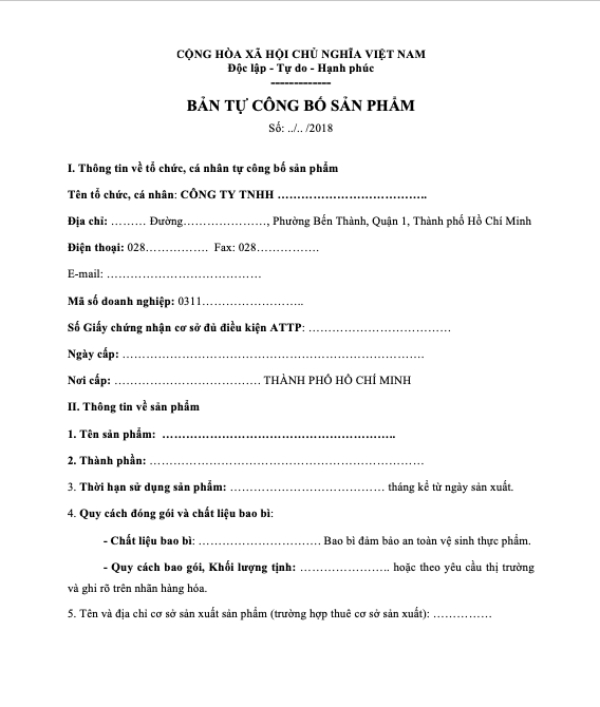 CỘNG HÒA XÃ HỘI CHỦ NGHĨA VIỆT NAM
Độc lập - Tự do - Hạnh phúc
-------------
BẢN TỰ CÔNG BỐ SẢN PHẨM
Số: ../.. /2018
I. Thông tin về tổ chức, cá nhân tự công bố sản phẩm
Tên tổ chức, cá nhân: CÔNG TY TNHH ………………………………..
Địa chỉ: ……… Đường…………………, Phường Bến Thành, Quận 1, Thành phố Hồ Chí Minh
Điện thoại: 028……………. Fax: 028…………….
E-mail: …………………………………
Mã số doanh nghiệp: 0311……………………..
Số Giấy chứng nhận cơ sở đủ điều kiện ATTP: ………………………………
Ngày cấp: …………………………………………………………………
Nơi cấp: ………………………………. THÀNH PHỐ HỒ CHÍ MINH
II. Thông tin về sản phẩm
1. Tên sản phẩm: …………………………………………………..
2. Thành phần: ……………………………………………………………
3. Thời hạn sử dụng sản phẩm: ………………………………… tháng kể từ ngày sản xuất.
4. Quy cách đóng gói và chất liệu bao bì:
- Chất liệu bao bì: …………………………. Bao bì đảm bảo an toàn vệ sinh thực phẩm.
- Quy cách bao gói, Khối lượng tịnh: ………………….. hoặc theo yêu cầu thị trường
và ghi rõ trên nhãn hàng hóa.
5. Tên và địa chỉ cơ sở sản xuất sản phẩm (trường hợp thuê cơ sở sản xuất): ……………